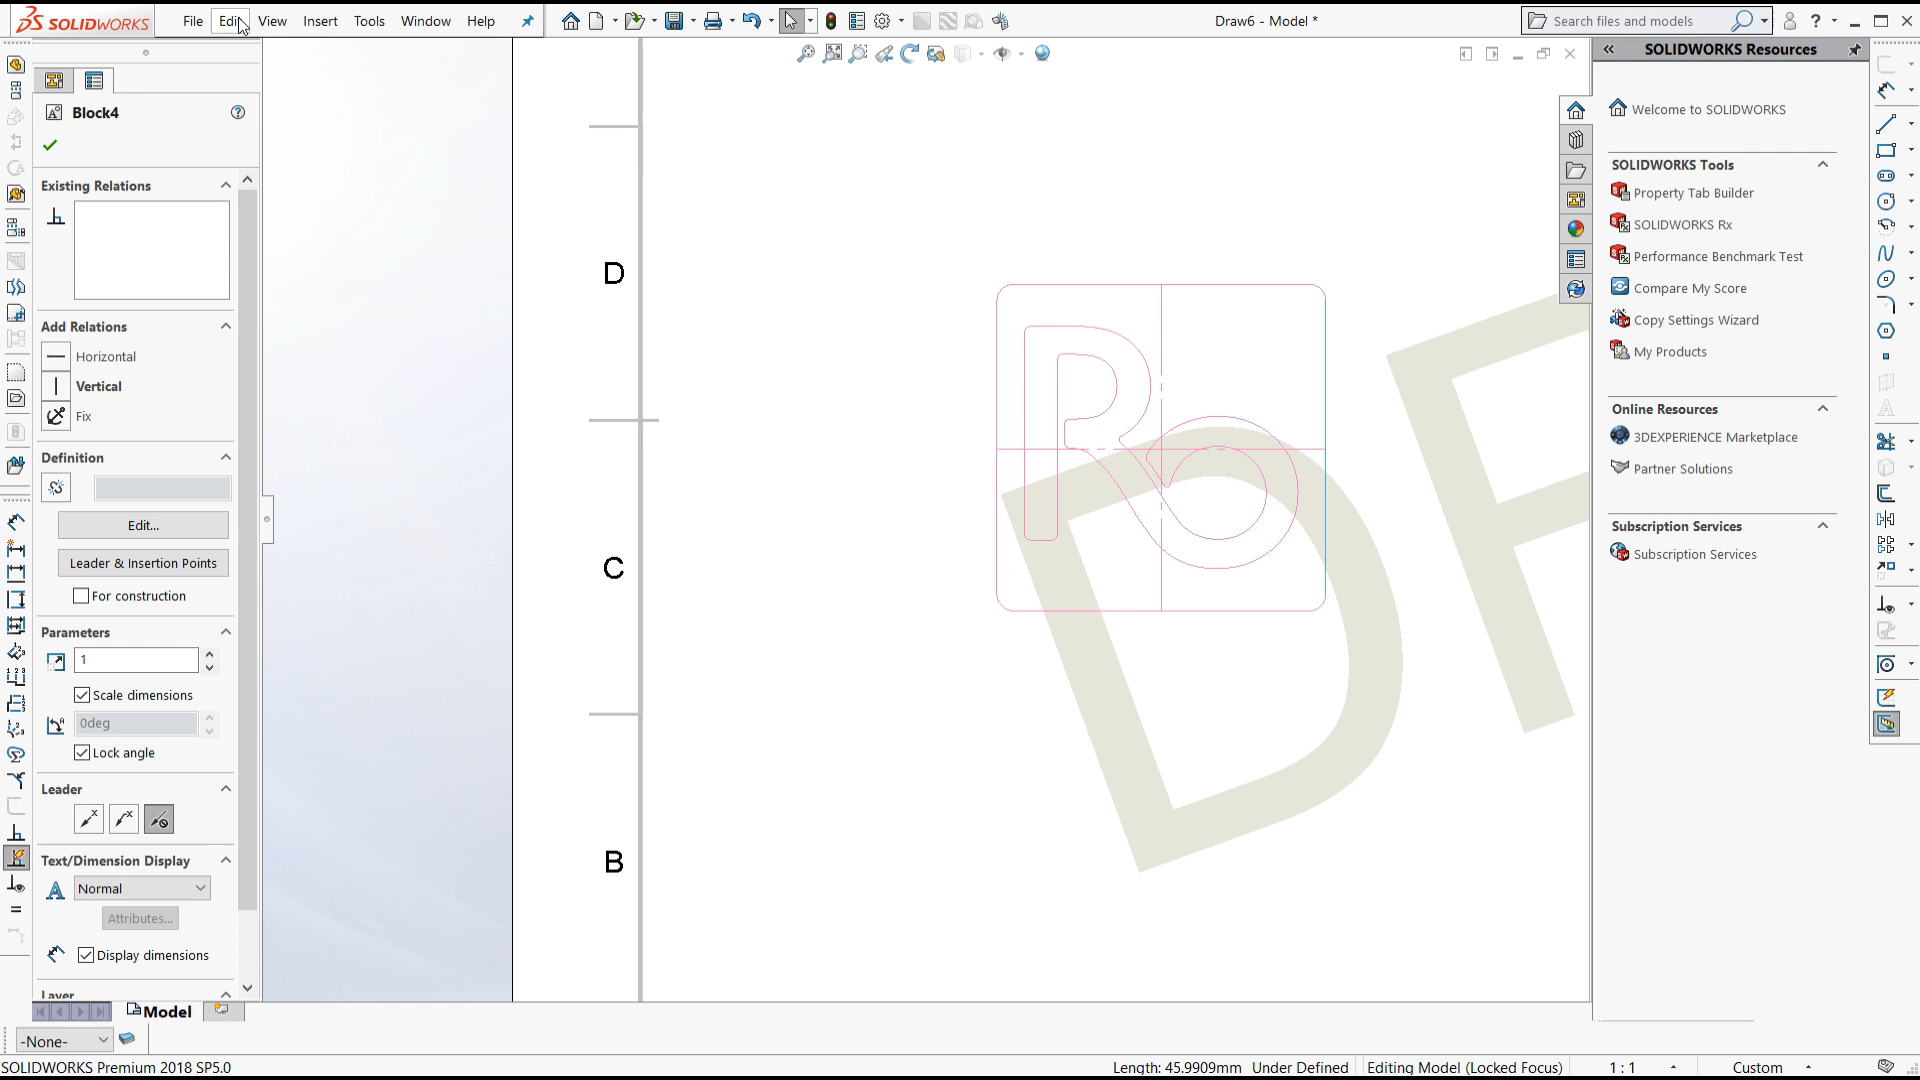 SOLIDWORKS
File Edit View Insert Tools Window Help
Draw6 - Model *
Search files and models
Block4
Existing Relations
Add Relations
Horizontal
Vertical
Fix
Definition
Edit...
Leader & Insertion Points
For construction
Parameters
1
Scale dimensions
0deg
Lock angle
Leader
Text/Dimension Display
Normal
Attributes...
Display dimensions
Layer
Model
-None-
D
C
B
SOLIDWORKS Resources
Welcome to SOLIDWORKS
SOLIDWORKS Tools
Property Tab Builder
SOLIDWORKS Rx
Performance Benchmark Test
Compare My Score
Copy Settings Wizard
My Products
Online Resources
3DEXPERIENCE Marketplace
Partner Solutions
Subscription Services
Subscription Services
SOLIDWORKS Premium 2018 SP5.0
Length: 45.9909mm Under Defined Editing Model (Locked Focus) 1 : 1 Custom